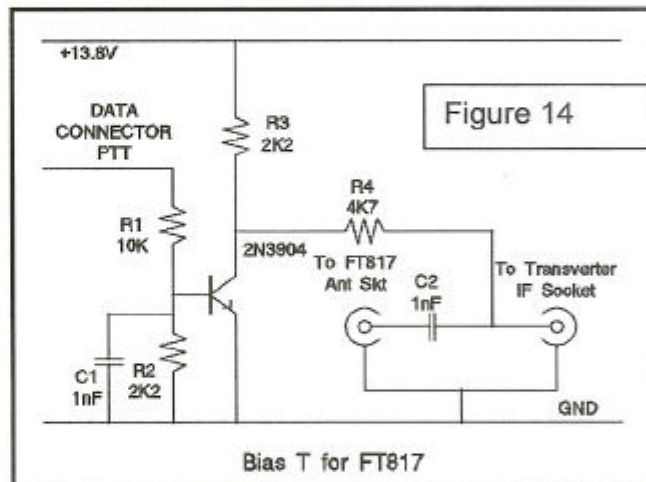 +13.8V
DATA
CONNECTOR
PTT
R3
2K2
Figure 14
R1
10K
R4
4K7
2N3904
To FT817
Ant Skt
C2
1nF
To Transverter
IF Socket
C1
1nF
R2
2K2
GND
Bias T for FT817